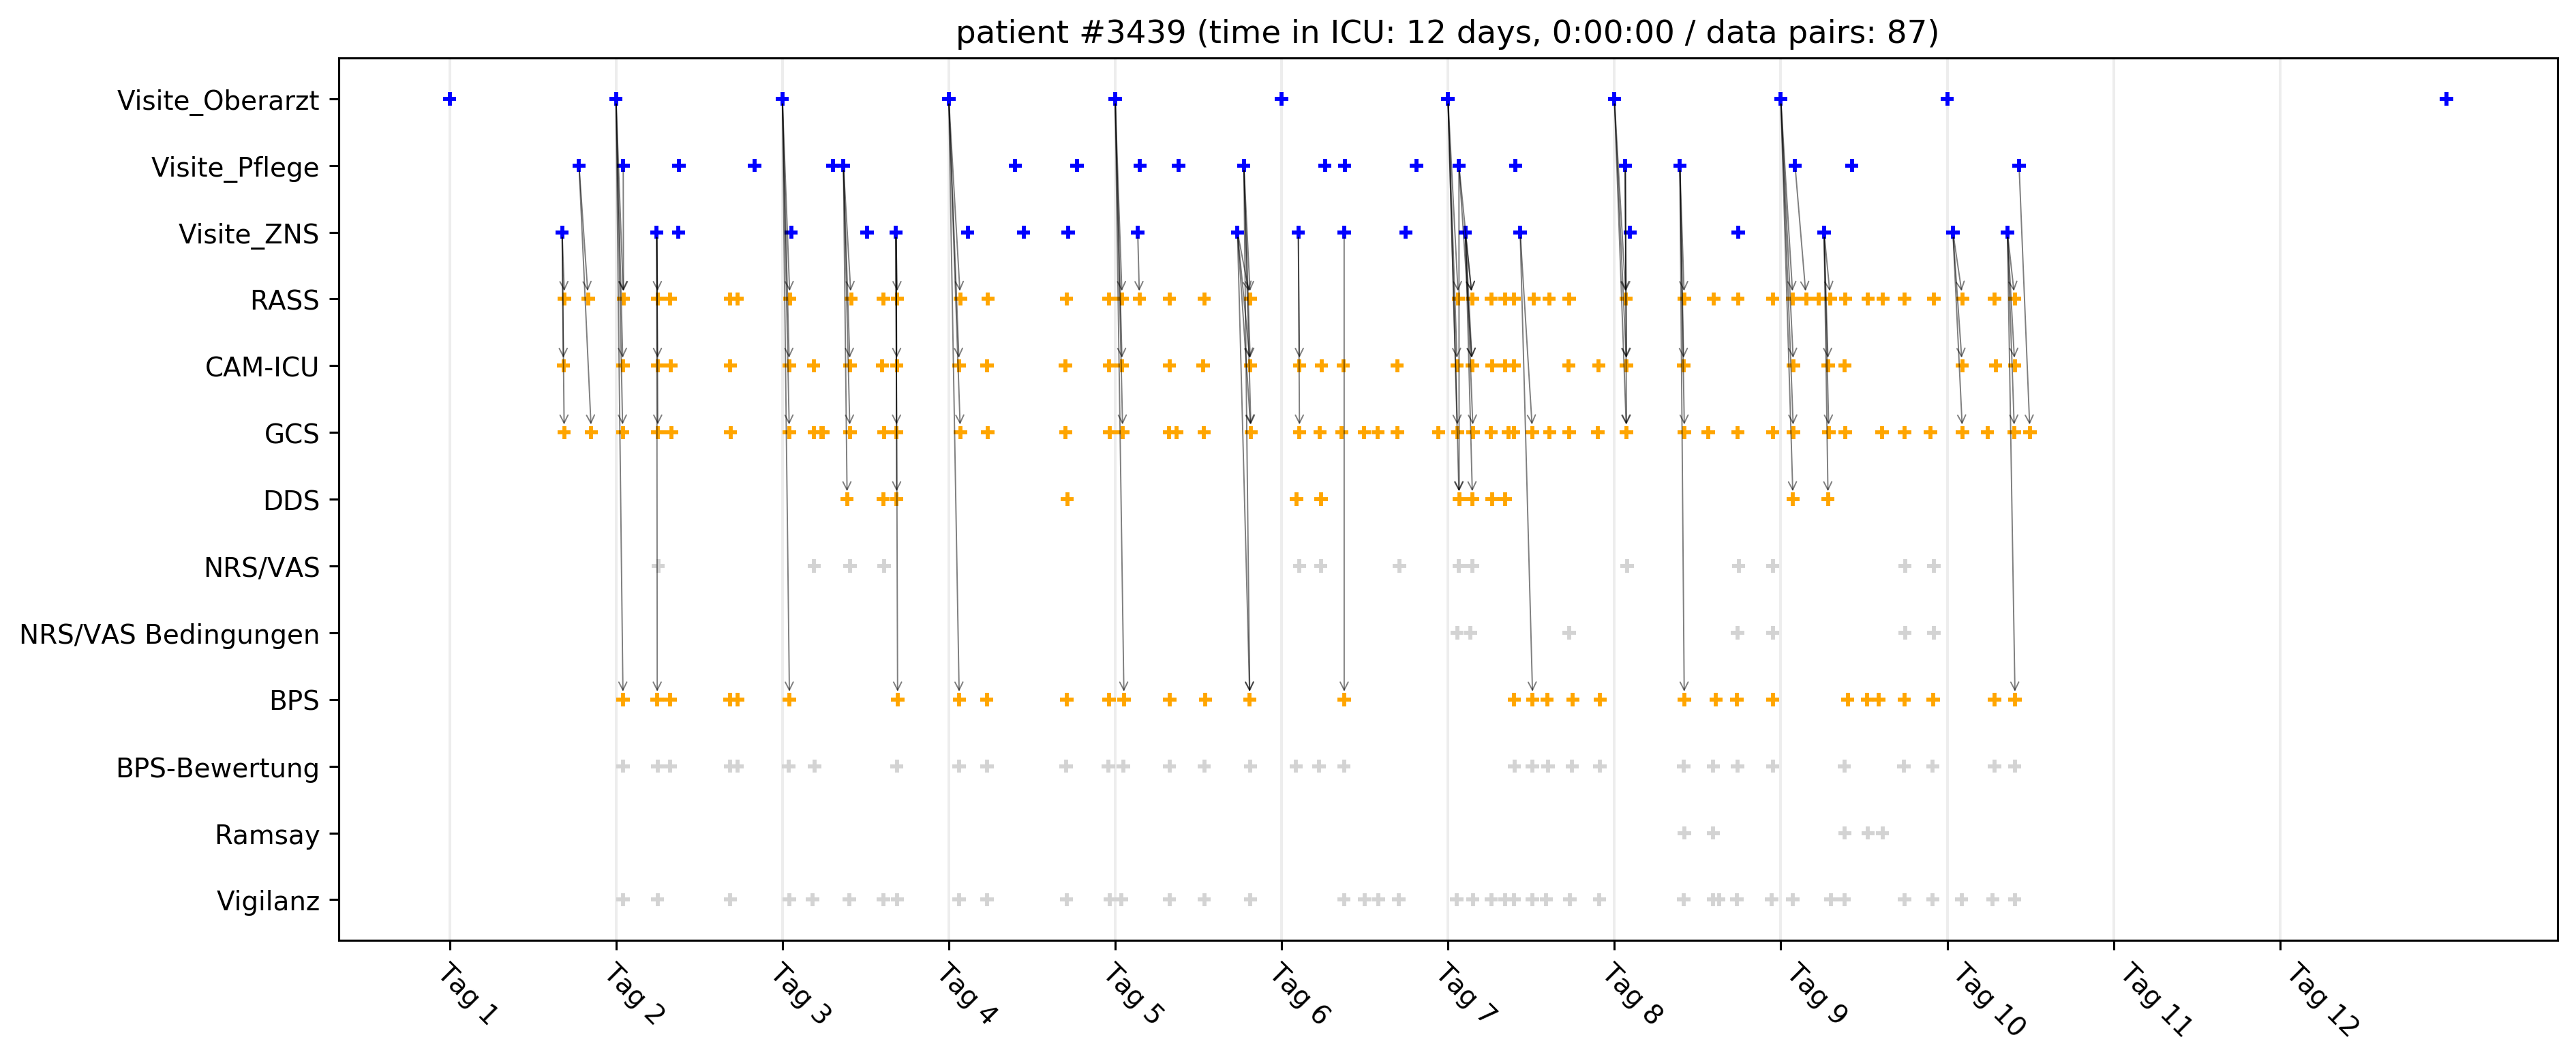 patient #3439 (time in ICU: 12 days, 0:00:00 / data pairs: 87)
Visite_Oberarzt
Visite_Pflege
Visite_ZNS
RASS
CAM-ICU
GCS
DDS
NRS/VAS
NRS/VAS Bedingungen
BPS
BPS-Bewertung
Ramsay
Vigilanz
Tag 1
Tag 2
Tag 3
Tag 4
Tag 5
Tag 6
Tag 7
Tag 8
Tag 9
Tag 10
Tag 11
Tag 12